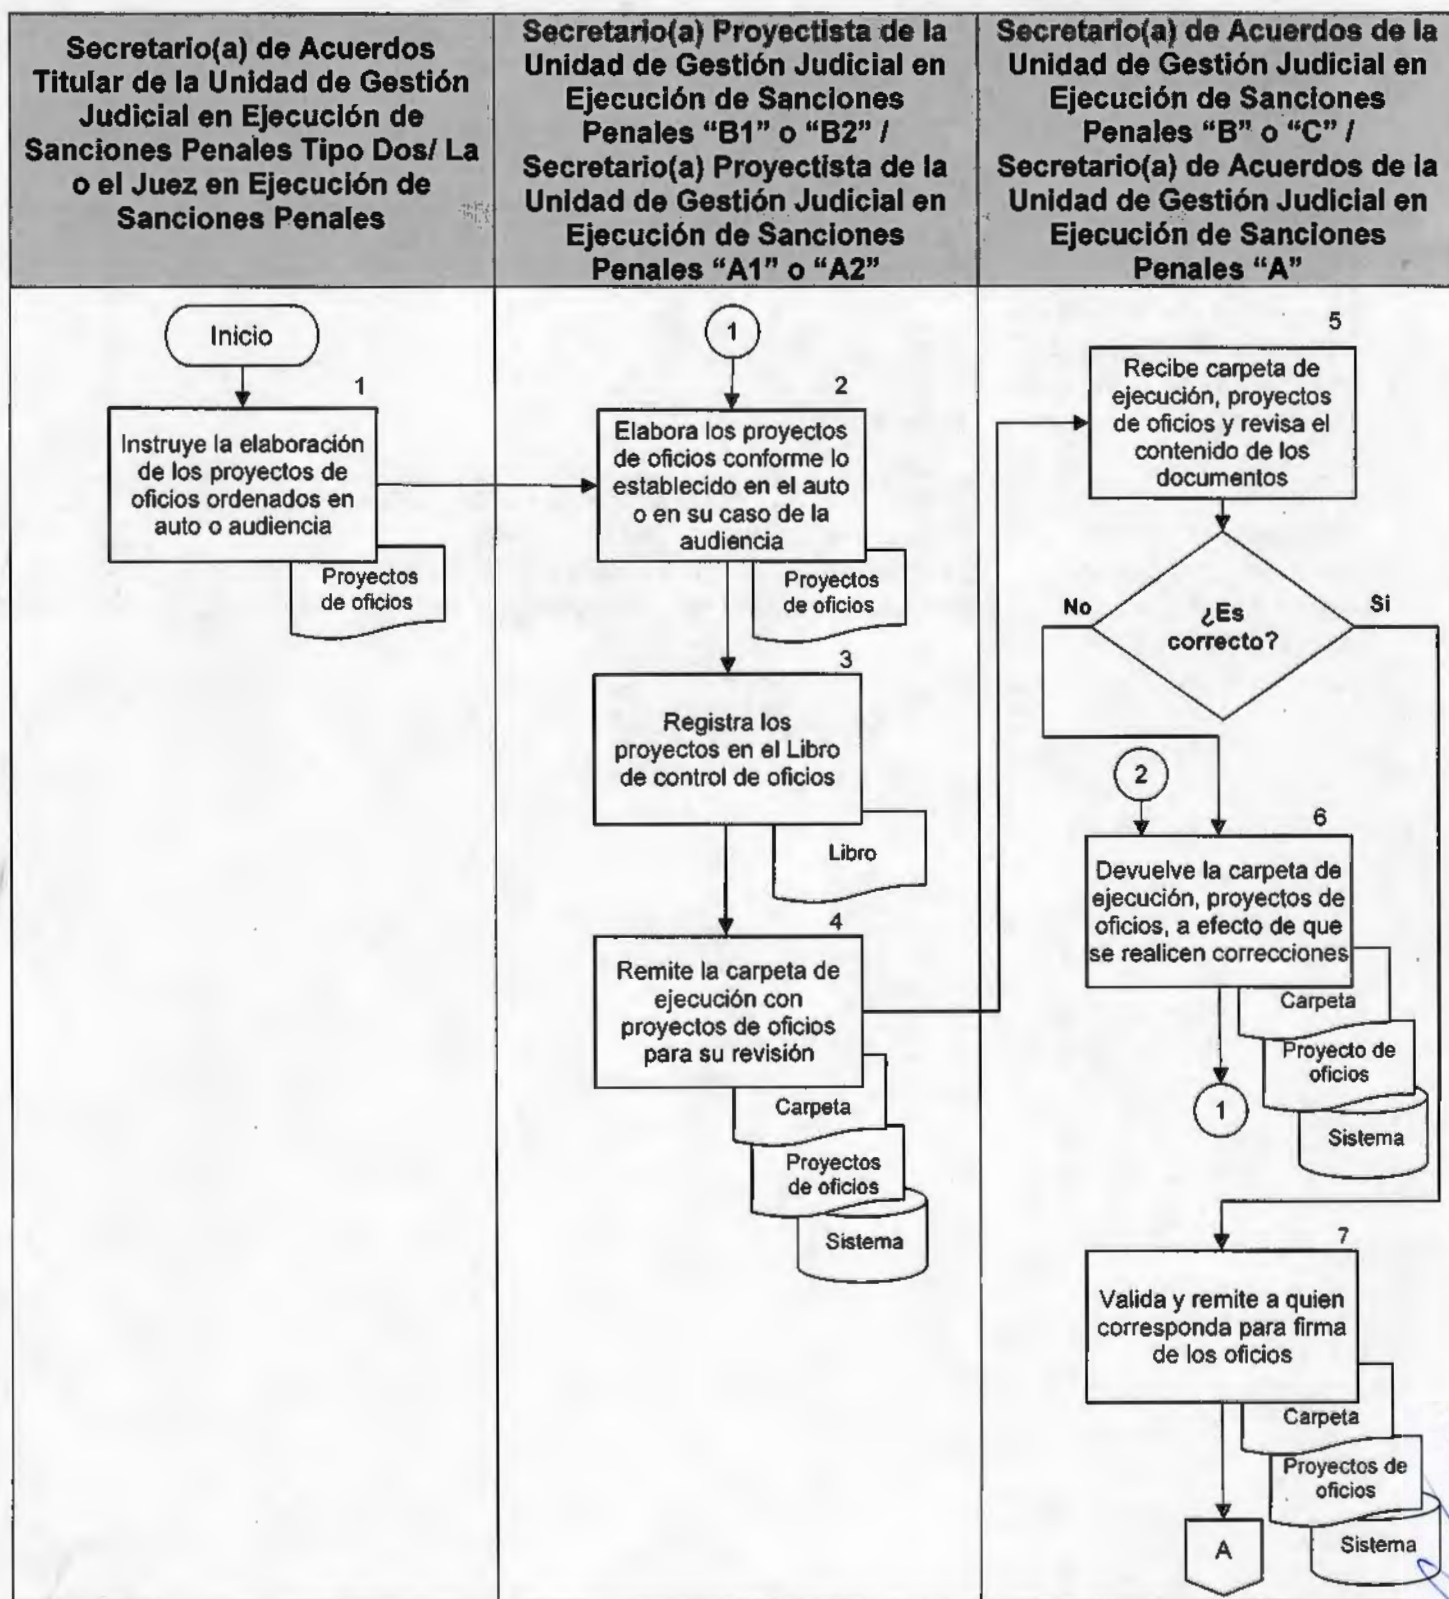 Secretario(a) de Acuerdos
Titular de la Unidad de Gestión
Judicial en Ejecución de
Sanciones Penales Tipo Dos/ La
o el Juez en Ejecución de
Sanciones Penales
Secretario(a) Proyectista de la
Unidad de Gestión Judicial en
Ejecución de Sanciones
Penales “B1” o “B2” /
Secretario(a) Proyectista de la
Unidad de Gestión Judicial en
Ejecución de Sanciones
Penales “A1” o “A2”
Secretario(a) de Acuerdos de la
Unidad de Gestión Judicial en
Ejecución de Sanciones
Penales “B” o “C” /
Secretario(a) de Acuerdos de la
Unidad de Gestión Judicial en
Ejecución de Sanciones
Penales “A”
Inicio
1
Instruye la elaboración
de los proyectos de
oficios ordenados en
auto o audiencia
Proyectos
de oficios
1
2
Elabora los proyectos
de oficios conforme lo
establecido en el auto
o en su caso de la
audiencia
Proyectos
de oficios
3
Registra los
proyectos en el Libro
de control de oficios
Libro
4
Remite la carpeta de
ejecución con
proyectos de oficios
para su revisión
Carpeta
Proyectos
de oficios
Sistema
5
Recibe carpeta de
ejecución, proyectos
de oficios y revisa el
contenido de los
documentos
No
¿Es
correcto?
Si
2
6
Devuelve la carpeta de
ejecución, proyectos de
oficios, a efecto de que
se realicen correcciones
Carpeta
Proyecto de
oficios
Sistema
1
7
Valida y remite a quien
corresponda para firma
de los oficios
Carpeta
Proyectos de
oficios
Sistema
A